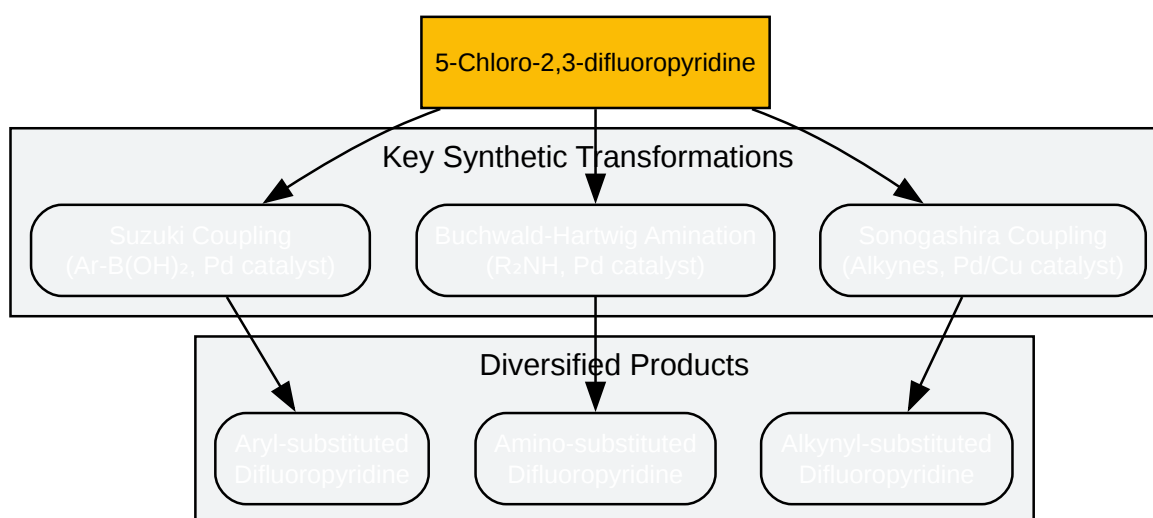 5-Chloro-2,3-difluoropyridine
Key Synthetic Transformations
Suzuki Coupling
(Ar-B(OH)₂, Pd catalyst)
Buchwald-Hartwig Amination
(R₂NH, Pd catalyst)
Sonogashira Coupling
(Alkynes, Pd/Cu catalyst)
Diversified Products
Aryl-substituted
Difluoropyridine
Amino-substituted
Difluoropyridine
Alkynyl-substituted
Difluoropyridine